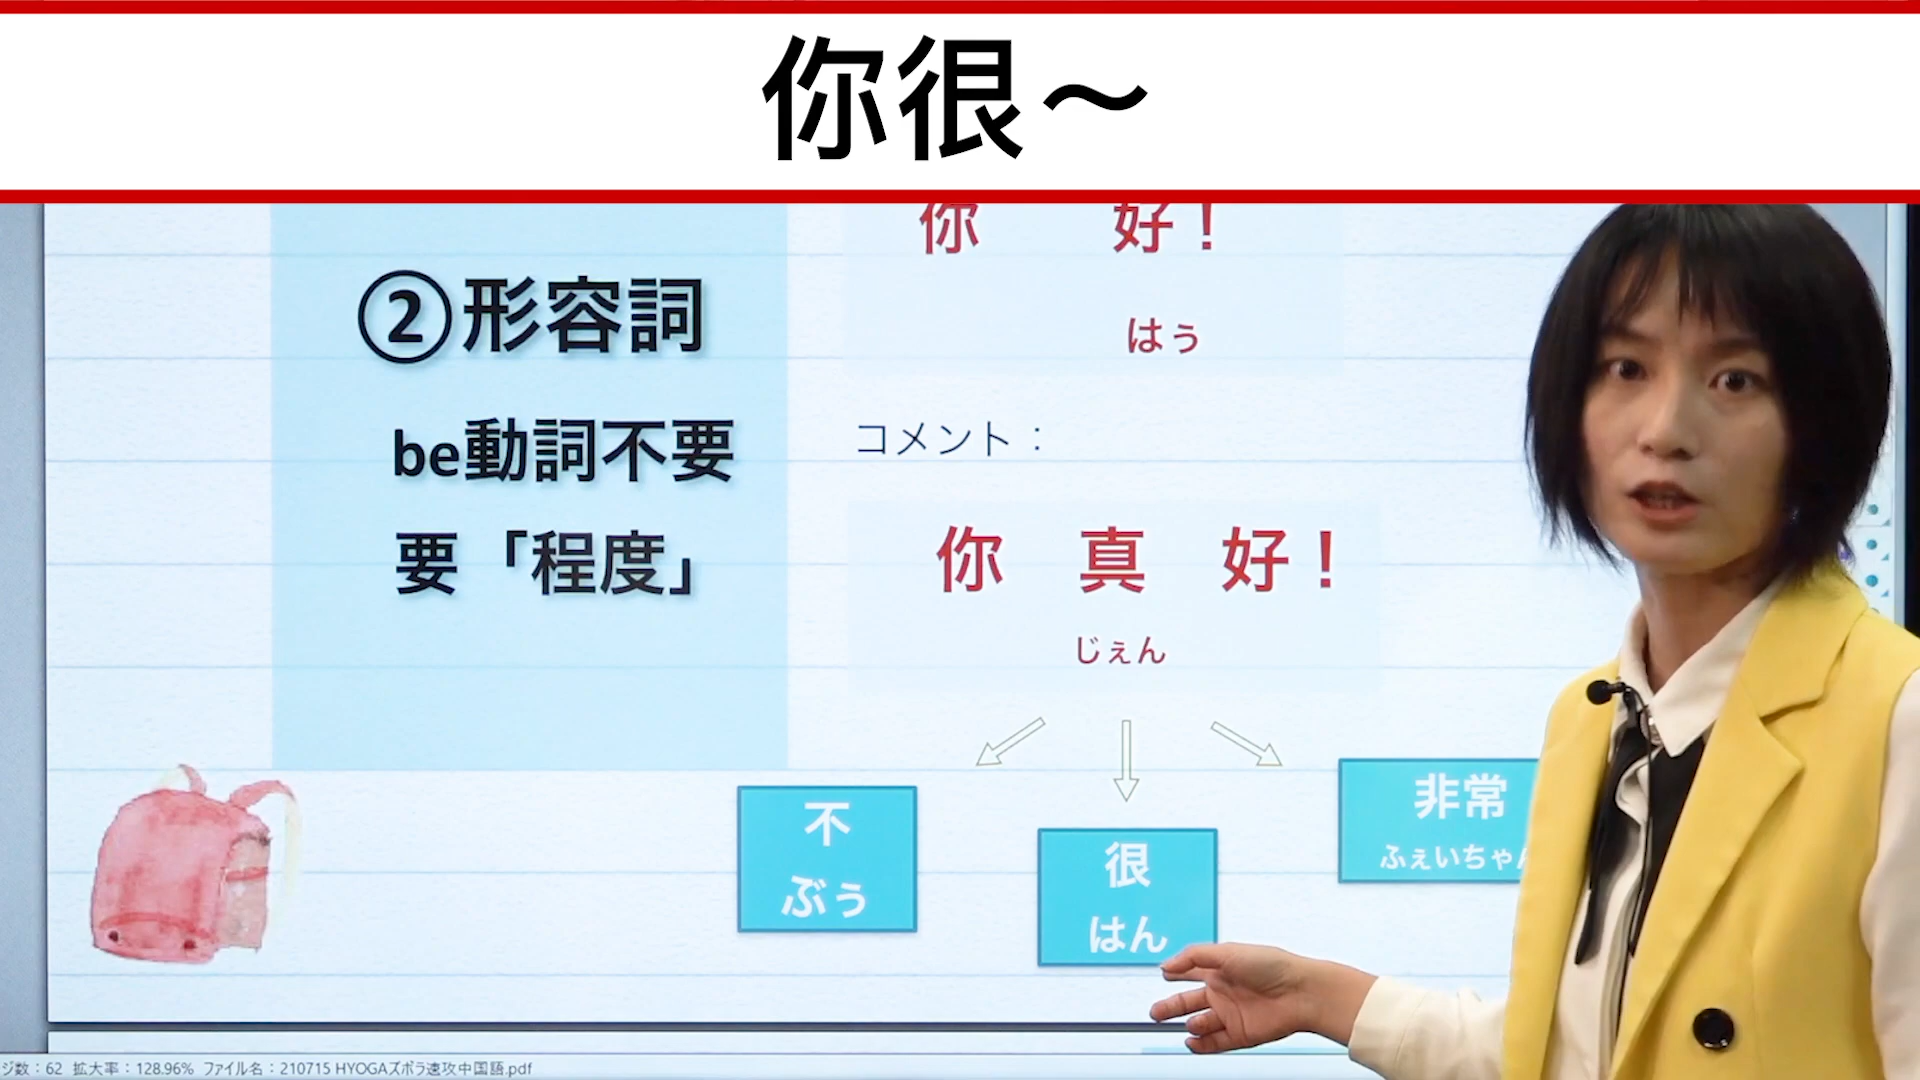 你很～
你 好！
はぅ
②形容詞
be動詞不要
要「程度」
コメント：
你 真 好！
じぇん
不
ぶぅ
很
はん
非常
ふぇいちゃん
ジ数：62 拡大率：128.96% ファイル名：210715 HYOGAズボラ速攻中国語.pdf